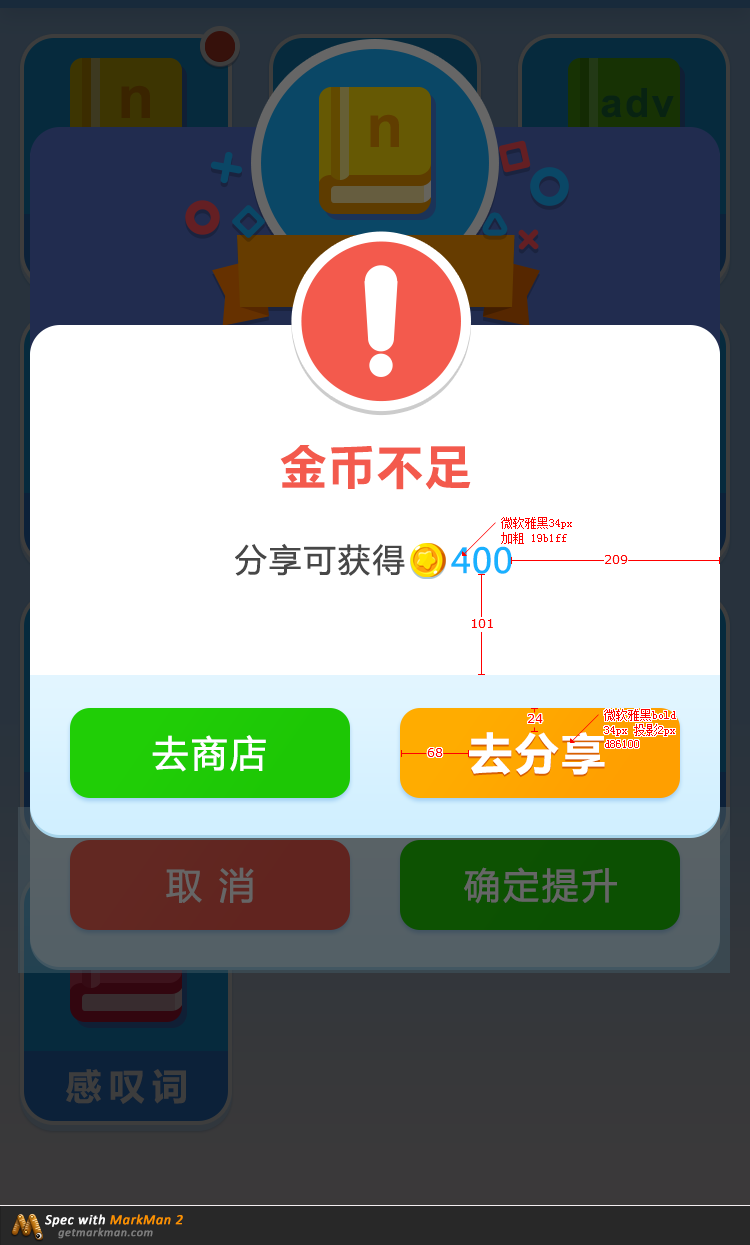 n
adv
n
金币不足
微软雅黑34px
加粗 19b1ff
分享可获得400
209
101
微软雅黑bold
34px 投影2px
d86100
24
68
去商店
去分享
取 消
确定提升
感叹词
Spec with MarkMan 2
getmarkman.com